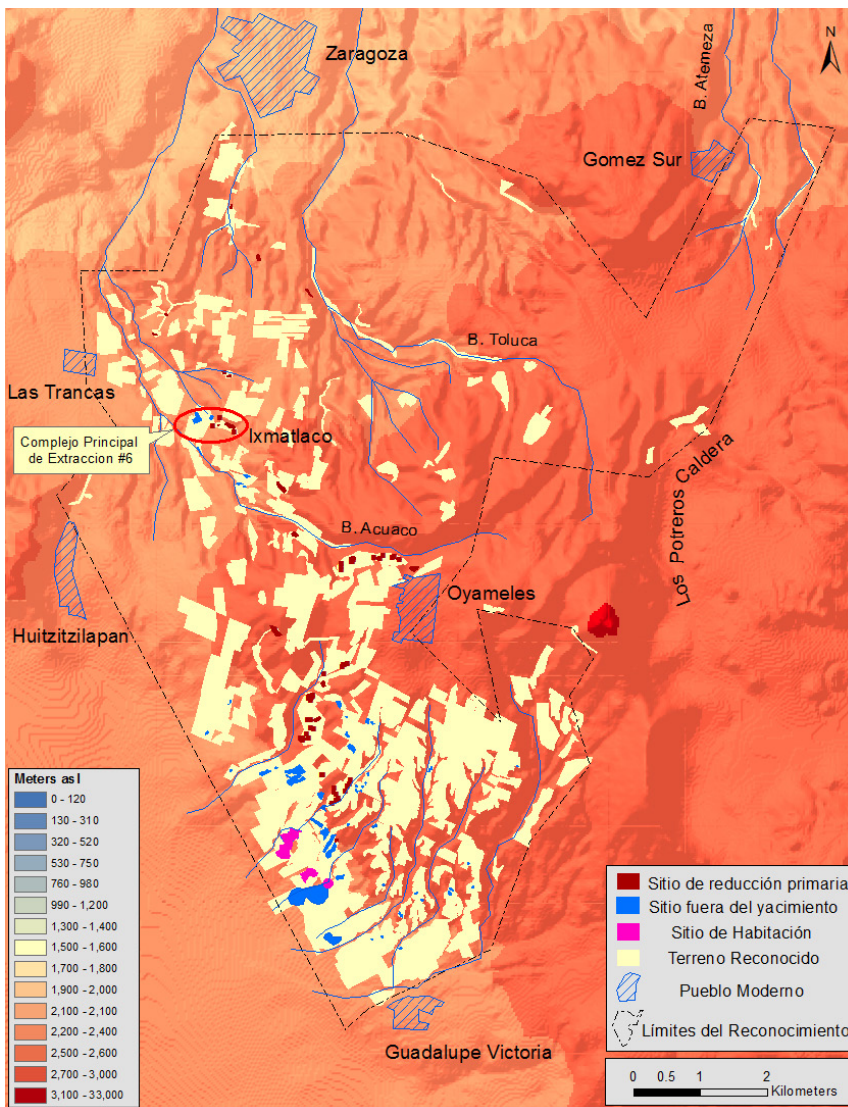 Zaragoza
N
B. Atemeza
Gomez Sur
B. Toluca
Las Trancas
Complejo Principal
de Extraccion #6
Ixmatlaco
Los Potreros Caldera
B. Acuaco
Oyameles
Huitzitzilapan
Guadalupe Victoria
Meters asl
0 - 120
130 - 310
320 - 520
530 - 750
760 - 980
990 - 1,200
1,300 - 1,400
1,500 - 1,600
1,700 - 1,800
1,900 - 2,000
2,100 - 2,100
2,200 - 2,400
2,500 - 2,600
2,700 - 3,000
3,100 - 33,000
Sitio de reducción primaria
Sitio fuera del yacimiento
Sitio de Habitación
Terreno Reconocido
Pueblo Moderno
Límites del Reconocimiento
0 0.5 1 2
Kilometers